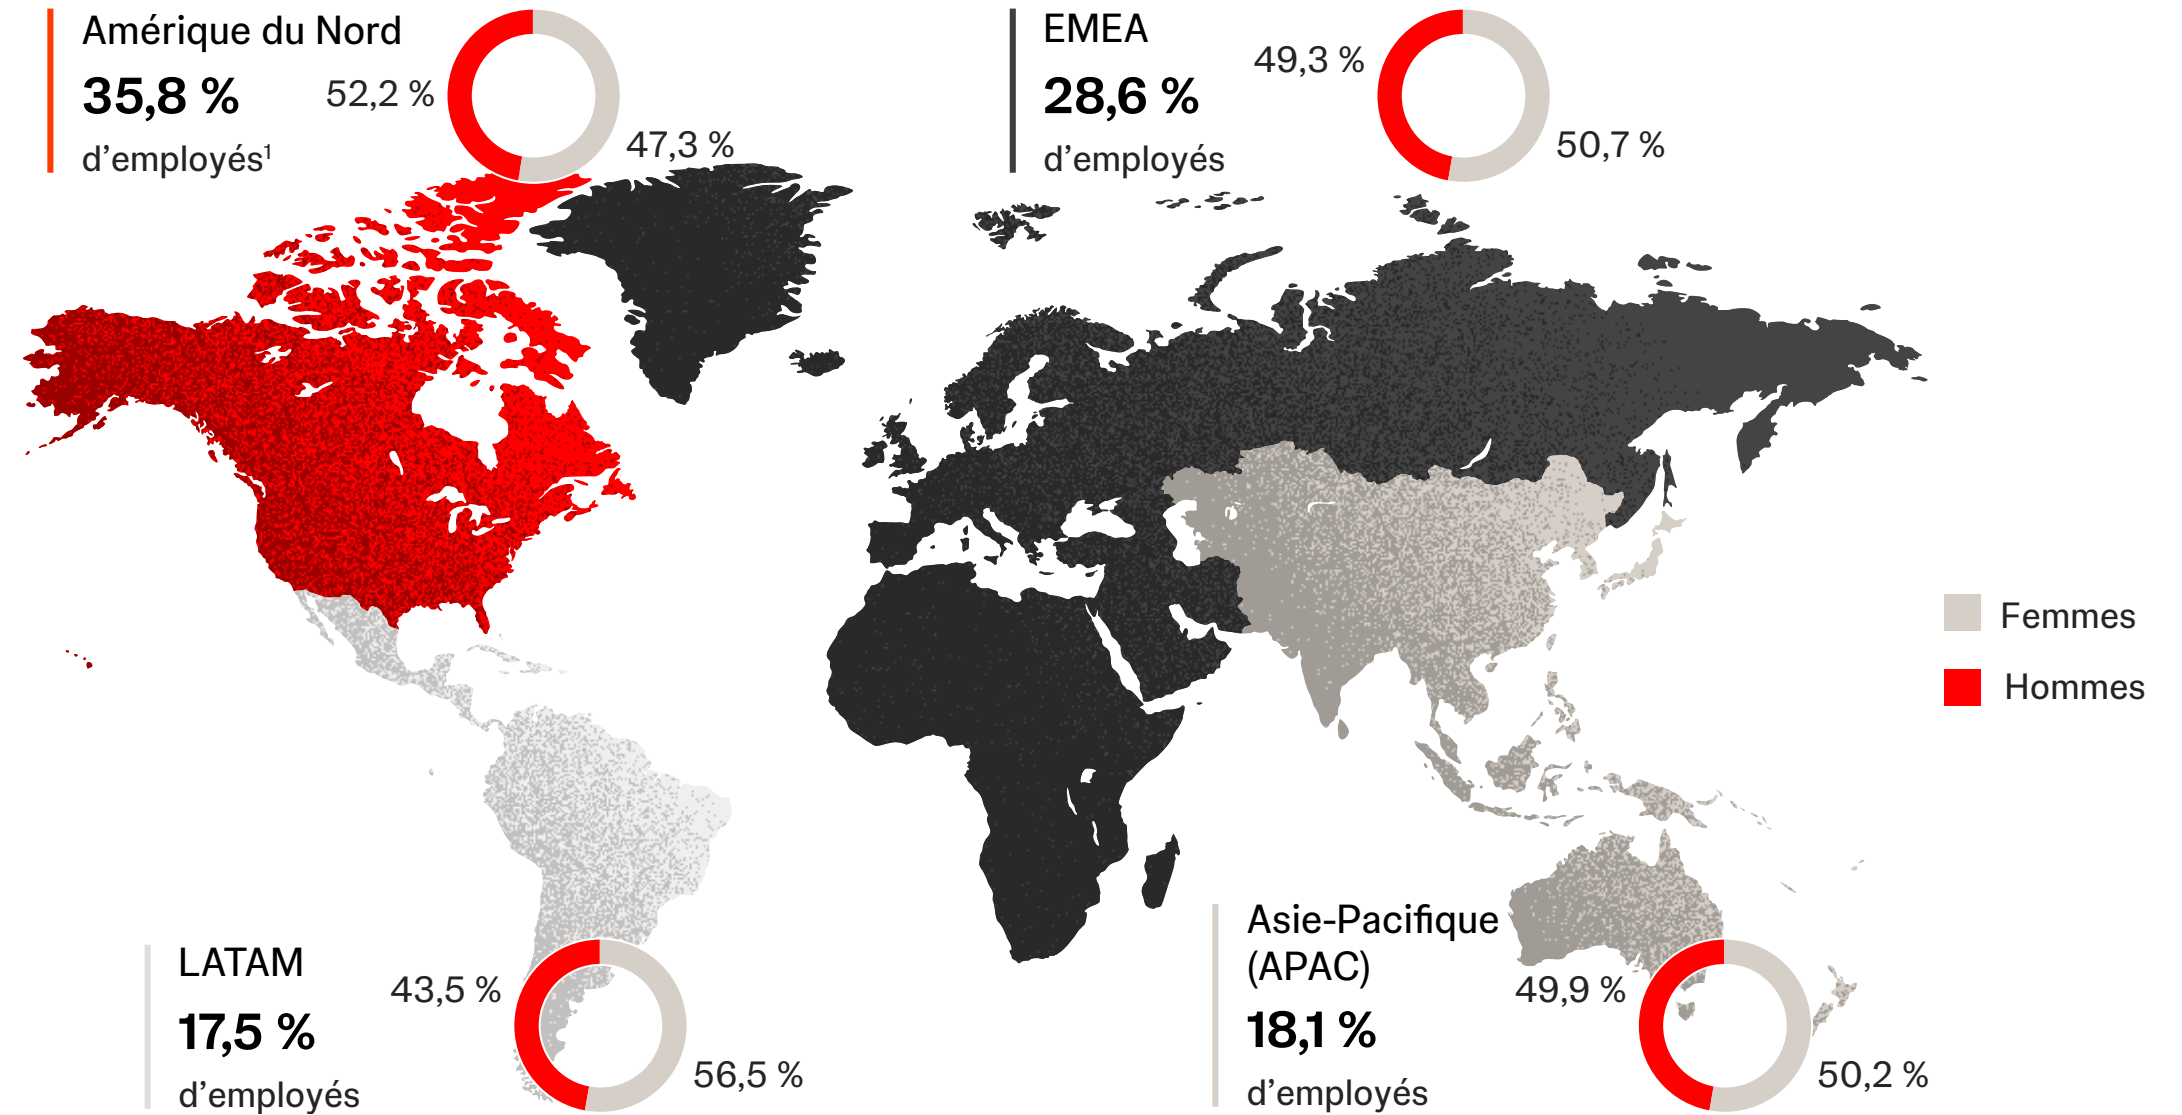 Amérique du Nord
35,8 %
d’employés¹
52,2 %
47,3 %
EMEA
28,6 %
d’employés
49,3 %
50,7 %
Femmes
Hommes
LATAM
17,5 %
d’employés
43,5 %
56,5 %
Asie-Pacifique
(APAC)
18,1 %
d’employés
49,9 %
50,2 %